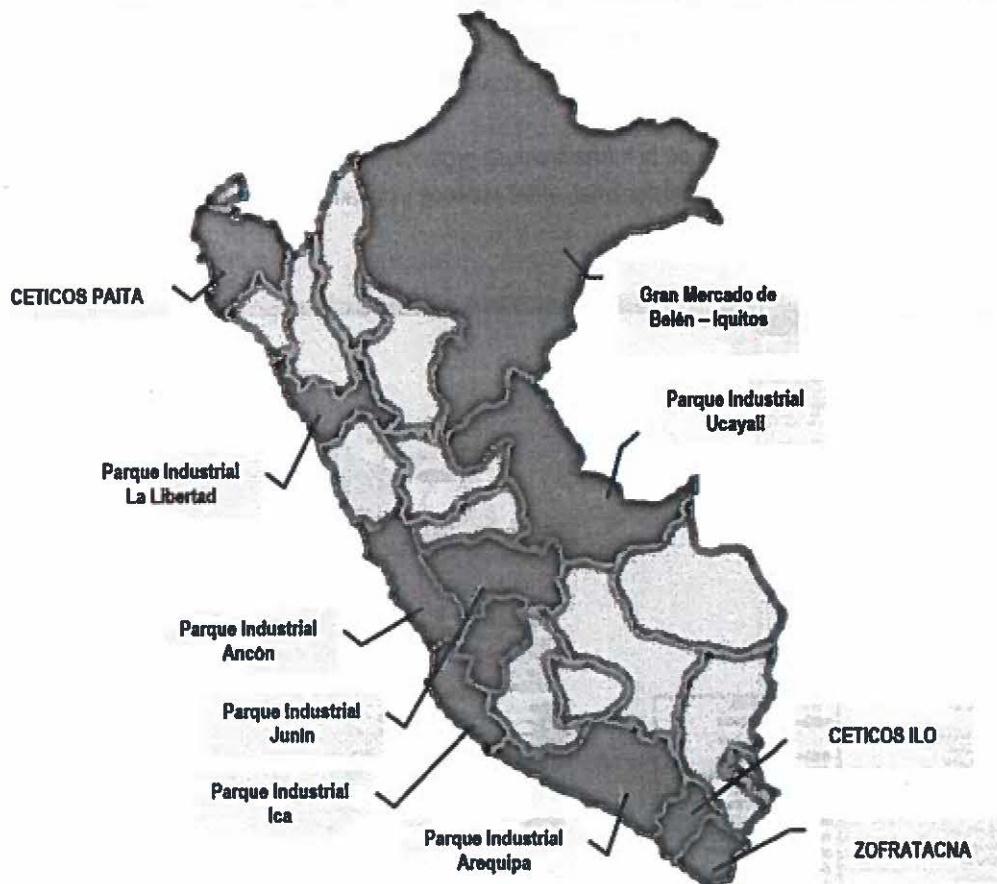 CETICOS PAITA
Gran Mercado de
Belén – Iquitos
Parque Industrial
Ucayali
Parque Industrial
La Libertad
Parque Industrial
Ancón
Parque Industrial
Junín
CETICOS ILO
Parque Industrial
Ica
Parque Industrial
Arequipa
ZOFRATACNA